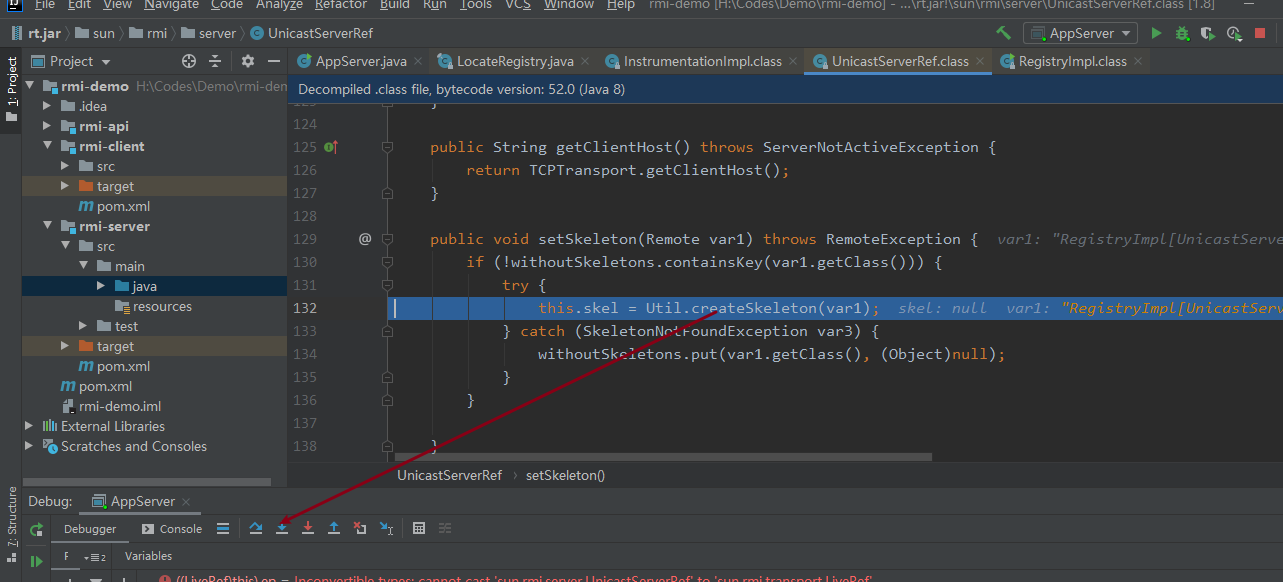 File Edit View Navigate Code Analyze Refactor Build Run Tools VCS Window Help rmi-demo [H:\Codes\Demo\rmi-demo] - ...\rt.jar!\sun\rmi\server\UnicastServerRef.class [1.8]
rt.jar sun rmi server UnicastServerRef AppServer
1: Project
Project AppServer.java LocateRegistry.java InstrumentationImpl.class UnicastServerRef.class RegistryImpl.class
rmi-demo H:\Codes\Demo\rmi-den
.idea
rmi-api
rmi-client
src
target
pom.xml
rmi-server
src
main
java
resources
test
target
pom.xml
pom.xml
rmi-demo.iml
External Libraries
Scratches and Consoles
Decompiled .class file, bytecode version: 52.0 (Java 8)
}
124
125 public String getClientHost() throws ServerNotActiveException {
126 return TCPTransport.getClientHost();
127 }
128
129 @ public void setSkeleton(Remote var1) throws RemoteException { var1: "RegistryImpl[UnicastServe
130 if (!withoutSkeletons.containsKey(var1.getClass())) {
131 try {
132 this.skel = Util.createSkeleton(var1); skel: null var1: "RegistryImpl[UnicastServ
133 } catch (SkeletonNotFoundException var3) {
134 withoutSkeletons.put(var1.getClass(), (Object)null);
135 }
136 }
137
138 }
UnicastServerRef setSkeleton()
7: Structure
Debug: AppServer
Debugger Console
F 2 Variables
((LiveRef)this).ep = Inconvertible types; cannot cast 'sun.rmi.server.UnicastServerRef' to 'sun.rmi.transport.LiveRef'